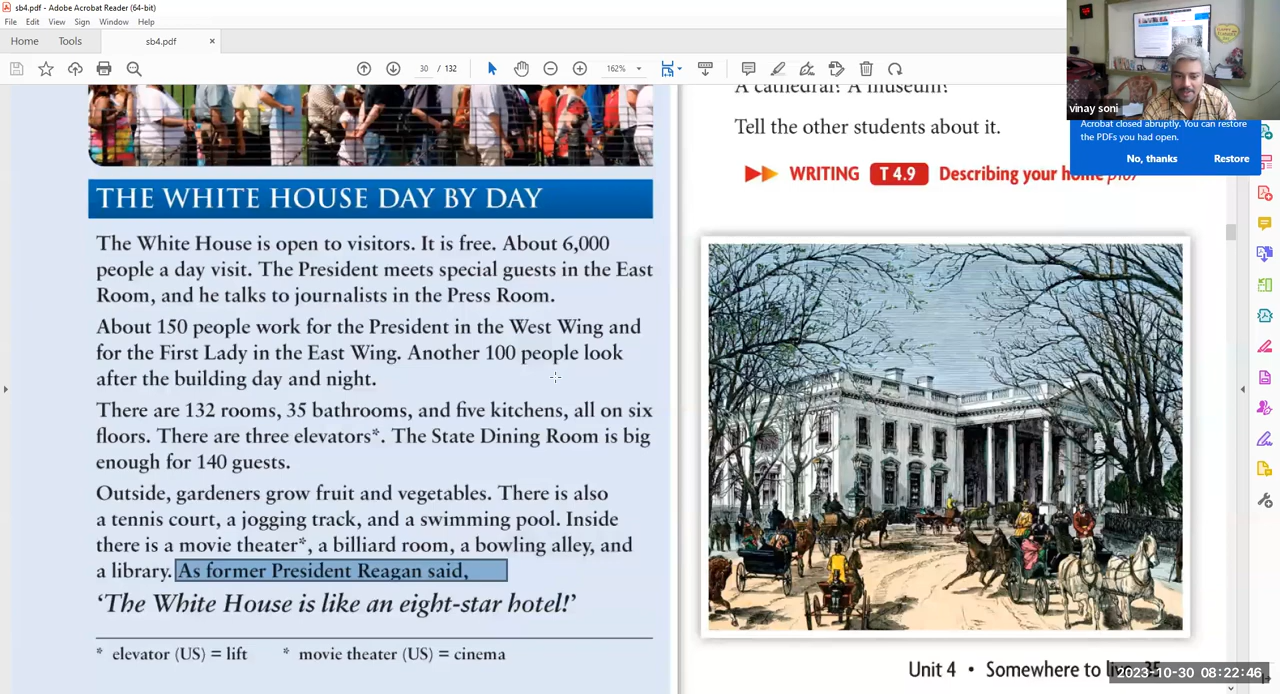 sb4.pdf - Adobe Acrobat Reader (64-bit)
File Edit View Sign Window Help
Home Tools sb4.pdf ×
30 / 132 162%
vinay soni
Acrobat closed abruptly. You can restore
the PDFs you had open.
No, thanks Restore
THE WHITE HOUSE DAY BY DAY
The White House is open to visitors. It is free. About 6,000
people a day visit. The President meets special guests in the East
Room, and he talks to journalists in the Press Room.
About 150 people work for the President in the West Wing and
for the First Lady in the East Wing. Another 100 people look
after the building day and night.
There are 132 rooms, 35 bathrooms, and five kitchens, all on six
floors. There are three elevators*. The State Dining Room is big
enough for 140 guests.
Outside, gardeners grow fruit and vegetables. There is also
a tennis court, a jogging track, and a swimming pool. Inside
there is a movie theater*, a billiard room, a bowling alley, and
a library. As former President Reagan said,
‘The White House is like an eight-star hotel!’
* elevator (US) = lift * movie theater (US) = cinema
A cathedral? A museum?
Tell the other students about it.
WRITING T 4.9 Describing your home p107
Unit 4 • Somewhere to live 35
2023-10-30 08:22:46